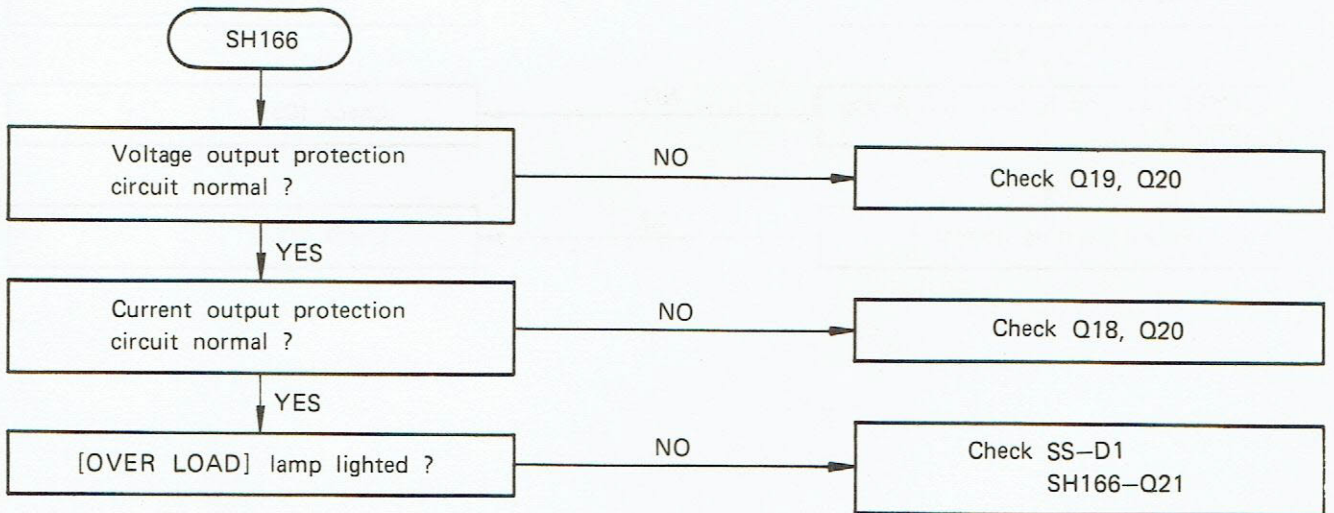 SH166
Voltage output protection
circuit normal ?
NO
Check Q19, Q20
YES
Current output protection
circuit normal ?
NO
Check Q18, Q20
YES
[OVER LOAD] lamp lighted ?
NO
Check SS–D1
SH166–Q21